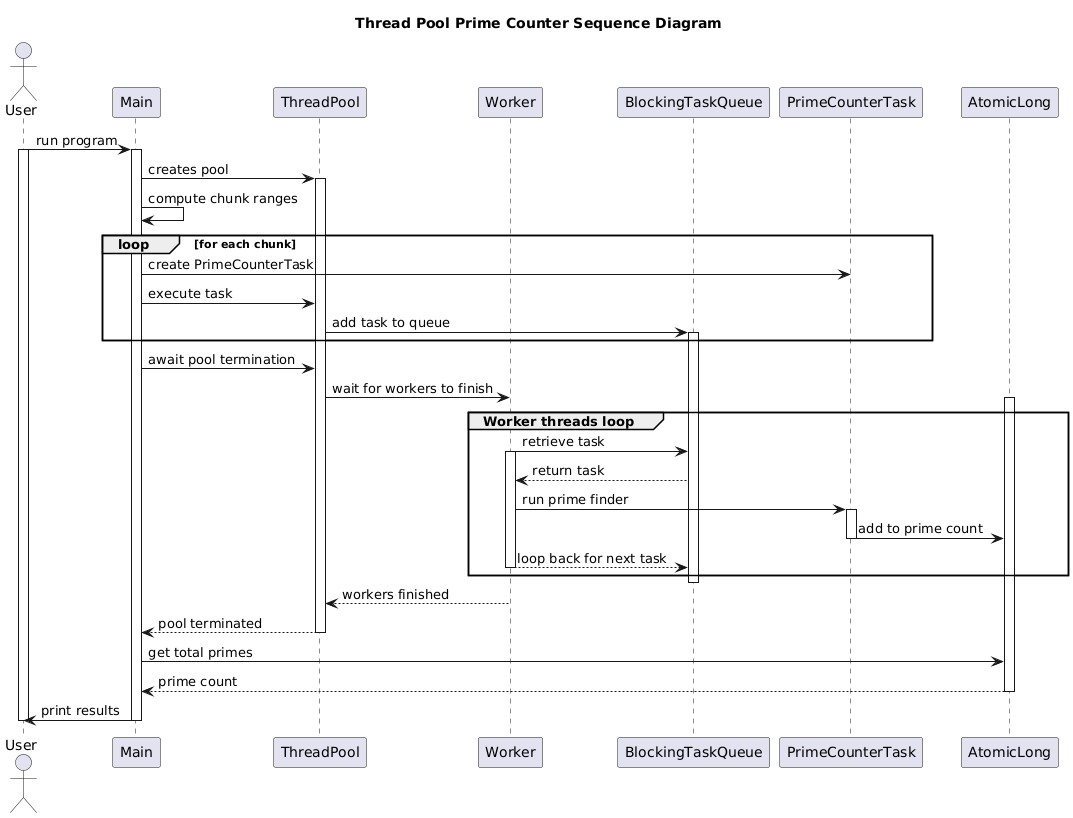 Thread Pool Prime Counter Sequence Diagram
User
Main
ThreadPool
Worker
BlockingTaskQueue
PrimeCounterTask
AtomicLong
run program
creates pool
compute chunk ranges
loop [for each chunk]
create PrimeCounterTask
execute task
add task to queue
await pool termination
wait for workers to finish
Worker threads loop
retrieve task
return task
run prime finder
add to prime count
loop back for next task
workers finished
pool terminated
get total primes
prime count
print results
User
Main
ThreadPool
Worker
BlockingTaskQueue
PrimeCounterTask
AtomicLong